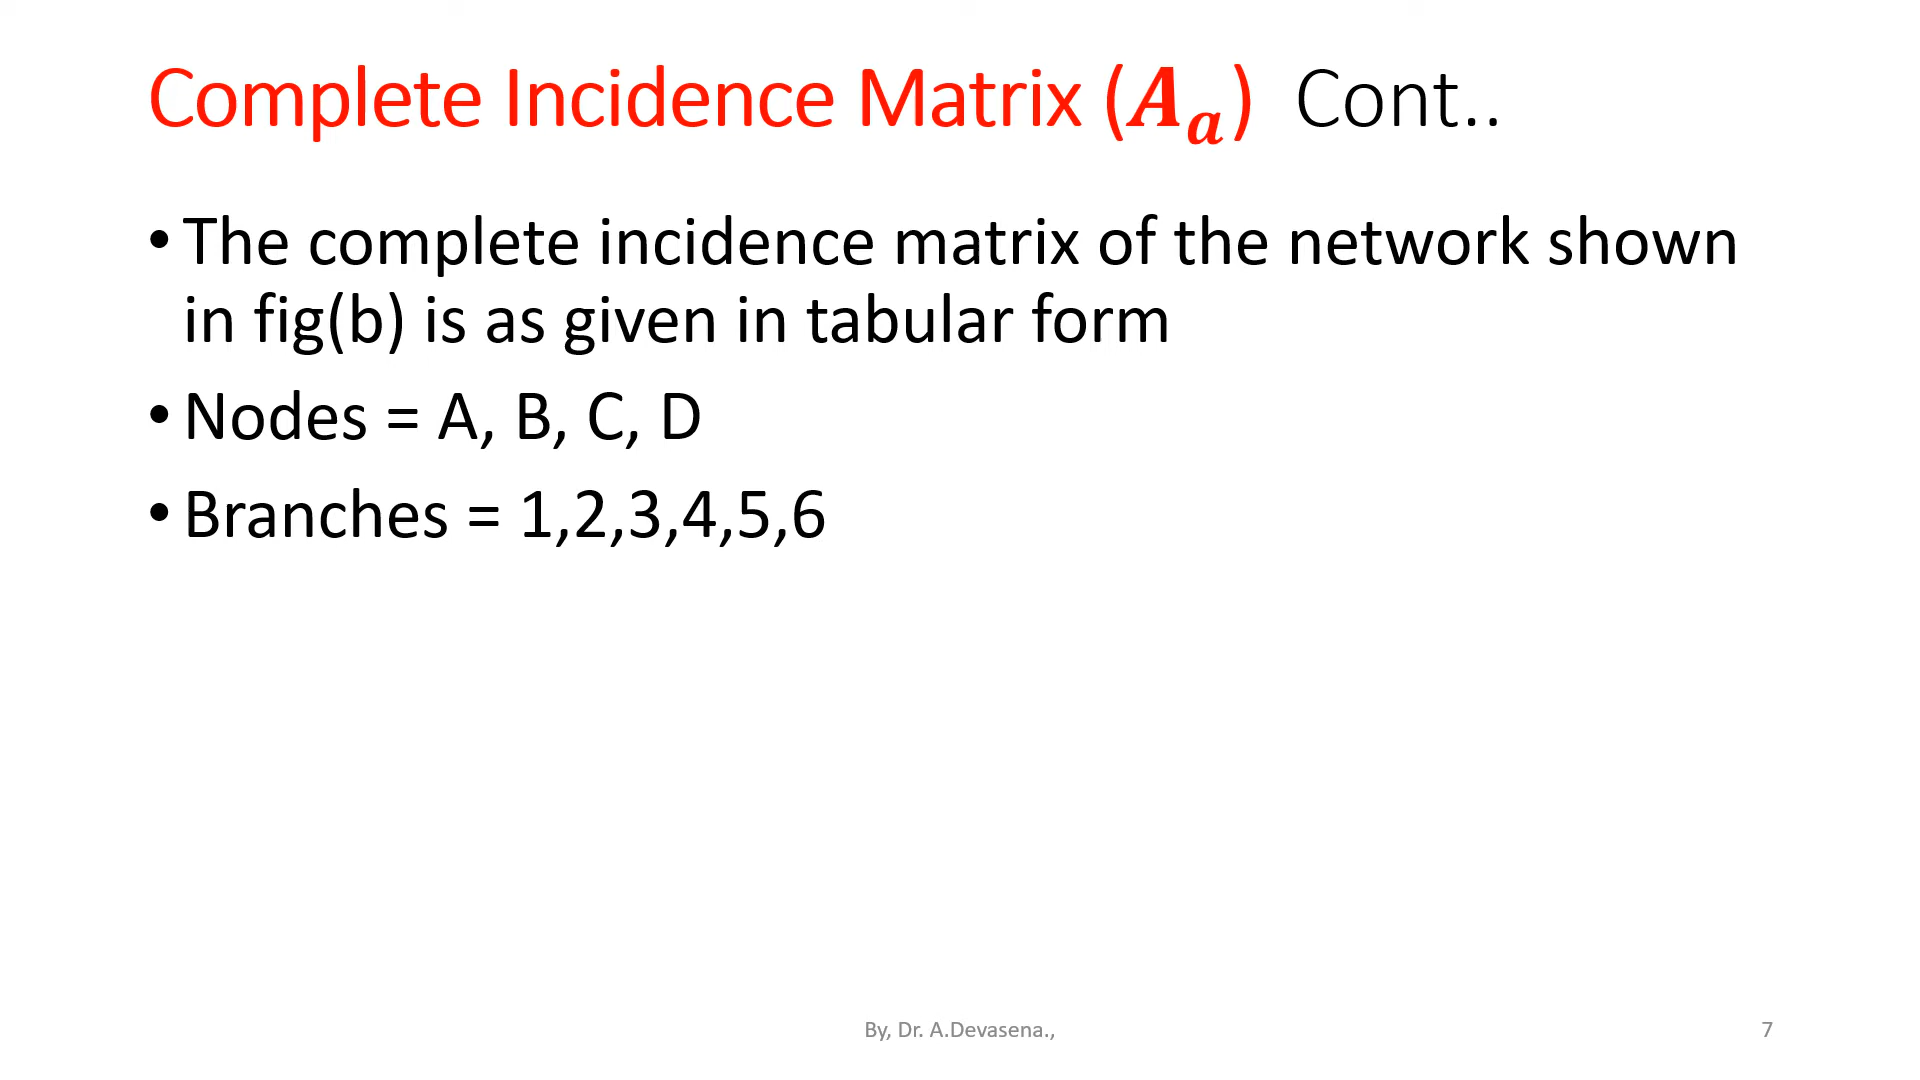 Complete Incidence Matrix (𝑨𝒂) Cont..
• The complete incidence matrix of the network shown
in fig(b) is as given in tabular form
• Nodes = A, B, C, D
• Branches = 1,2,3,4,5,6
By, Dr. A.Devasena.,
7